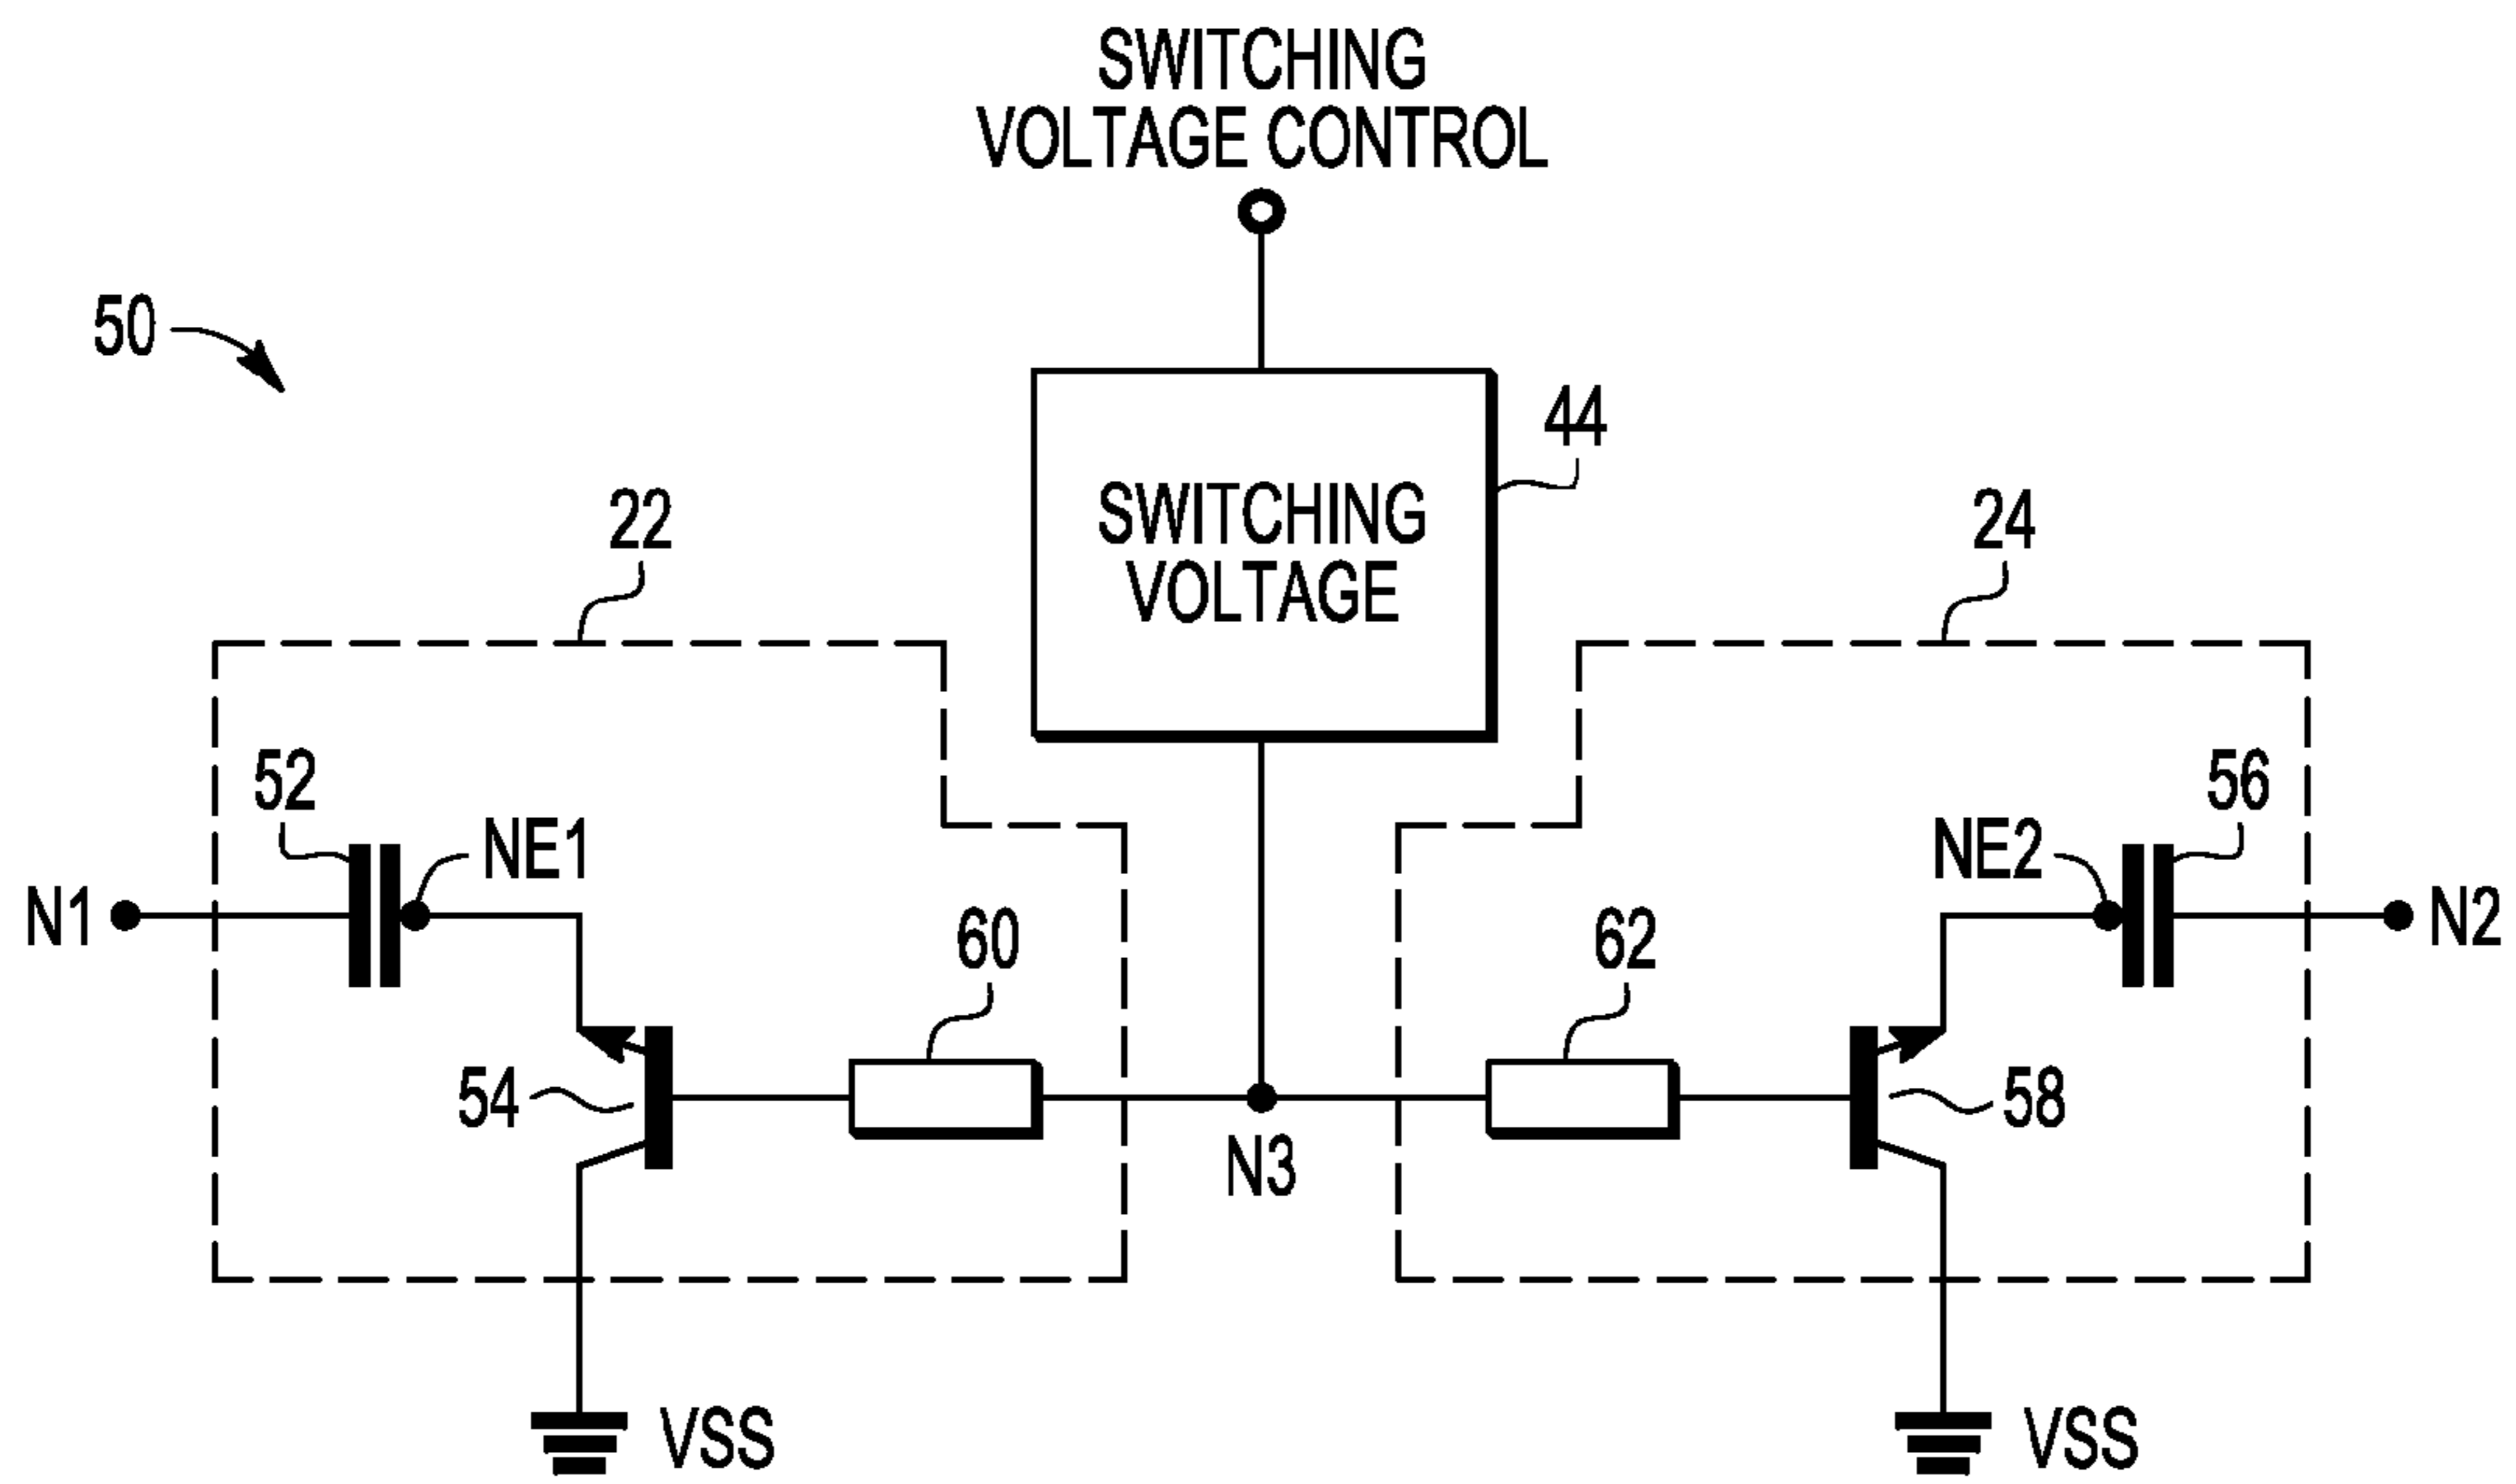 SWITCHING
VOLTAGE CONTROL
50
44
SWITCHING
VOLTAGE
22
24
52
NE1
NE2
56
N1
60
62
N2
54
N3
58
VSS
VSS